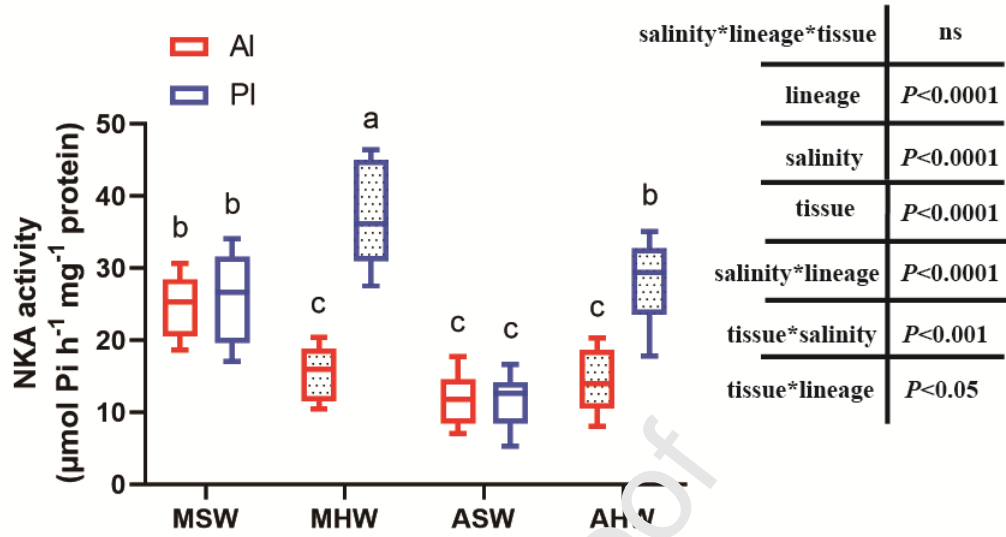 AI
PI
NKA activity
(µmol Pi h⁻¹ mg⁻¹ protein)
50
40
30
20
10
0
b
b
c
a
c
c
c
b
MSW
MHW
ASW
AHW
salinity*lineage*tissue ns
lineage P<0.0001
salinity P<0.0001
tissue P<0.0001
salinity*lineage P<0.0001
tissue*salinity P<0.001
tissue*lineage P<0.05